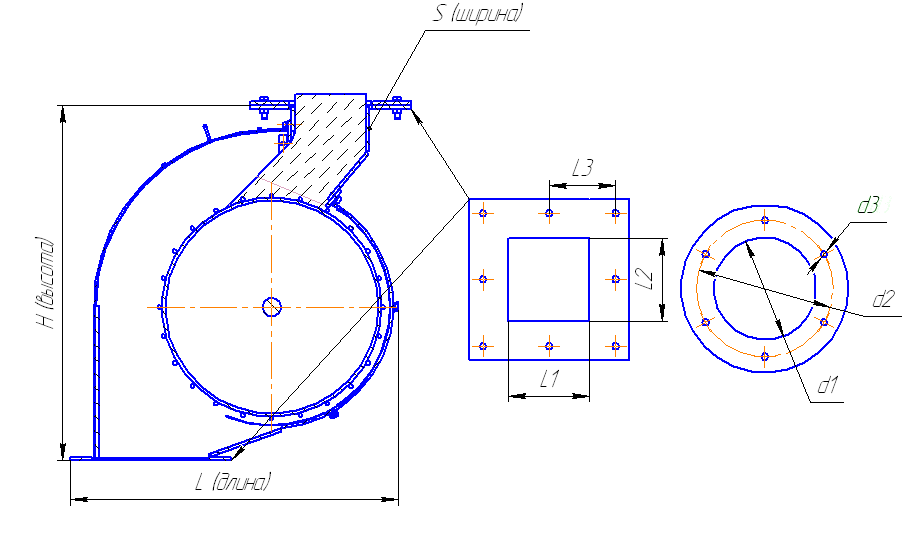 S (ширина)
L3
d3
H (высота)
L2
d2
L1
d1
L (длина)